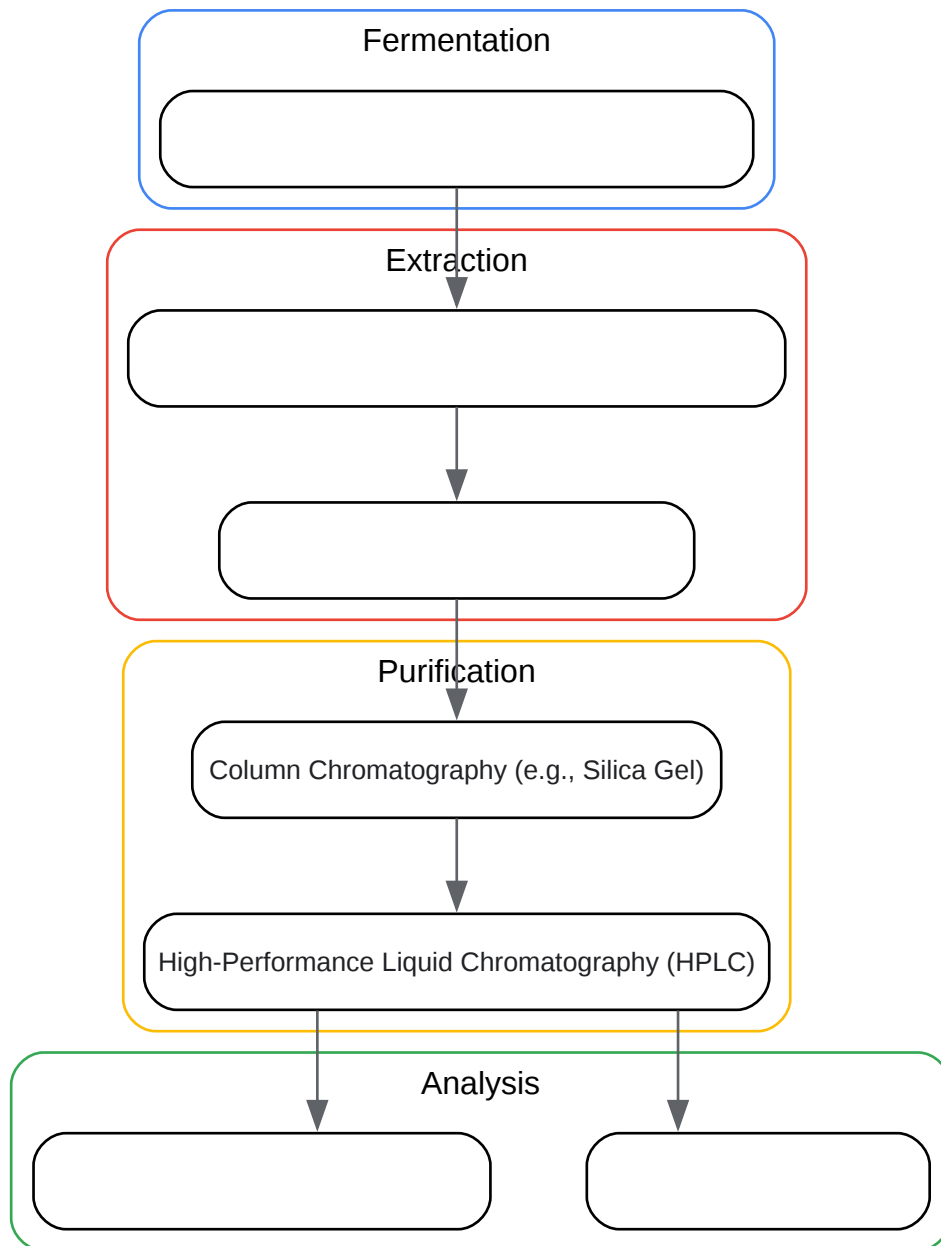 Fermentation
Extraction
Purification
Column Chromatography (e.g., Silica Gel)
High-Performance Liquid Chromatography (HPLC)
Analysis